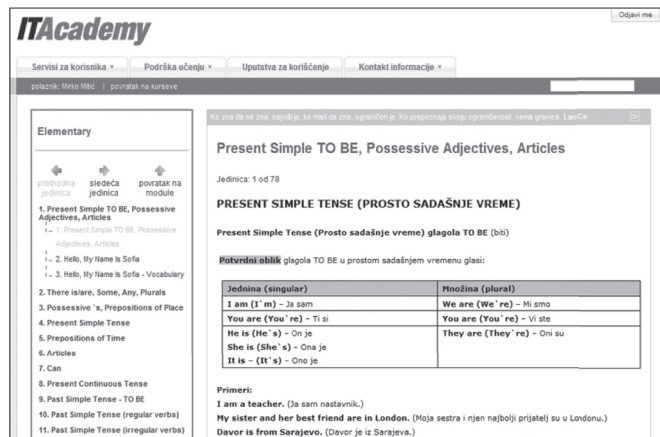 Odjavi me
ITAcademy
Servisi za korisnika
Podrška učenju
Uputstva za korišćenje
Kontakt informacije
polaznik: Mirko Mitić | povratak na kurseve
Elementary
prethodna jedinica
sledeća jedinica
povratak na module
1. Present Simple TO BE, Possessive
Adjectives, Articles
1. Present Simple TO BE, Possessive
Adjectives, Articles
2. Hello, My Name Is Sofia
3. Hello, My Name Is Sofia - Vocabulary
2. There is/are, Some, Any, Plurals
3. Possessive `s, Prepositions of Place
4. Present Simple Tense
5. Prepositions of Time
6. Articles
7. Can
8. Present Continuous Tense
9. Past Simple Tense - TO BE
10. Past Simple Tense (regular verbs)
11. Past Simple Tense (irregular verbs)
Ko zna da ne zna, najviši je, ko misli da zna, ograničen je. Ko prepoznaje svoju ograničenost, nema granica. LaoCe
Present Simple TO BE, Possessive Adjectives, Articles
Jedinica: 1 od 78
PRESENT SIMPLE TENSE (PROSTO SADAŠNJE VREME)
Present Simple Tense (Prosto sadašnje vreme) glagola TO BE (biti)
Potvrdni oblik glagola TO BE u prostom sadašnjem vremenu glasi:
Jednina (singular) Množina (plural)
I am (I`m) – Ja sam We are (We`re) – Mi smo
You are (You`re) – Ti si You are (You`re) – Vi ste
He is (He`s) – On je They are (They`re) – Oni su
She is (She`s) – Ona je
It is – (It`s) – Ono je
Primeri:
I am a teacher. (Ja sam nastavnik.)
My sister and her best friend are in London. (Moja sestra i njen najbolji prijatelj su u Londonu.)
Davor is from Sarajevo. (Davor je iz Sarajeva.)